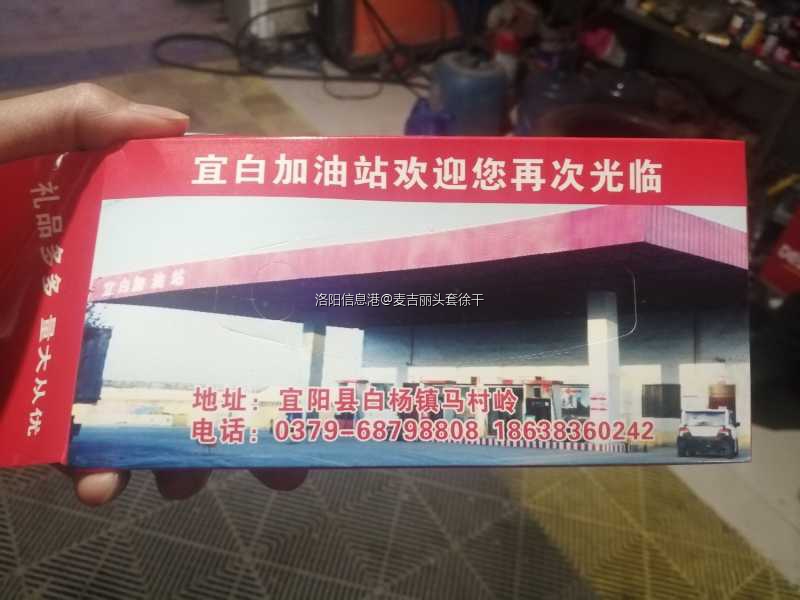 宜白加油站欢迎您再次光临
礼品多多 量大从优
宜白加油站
洛阳信息港@麦吉丽头套徐干
地址：宜阳县白杨镇马村岭
电话：0379-68798808 18638360242